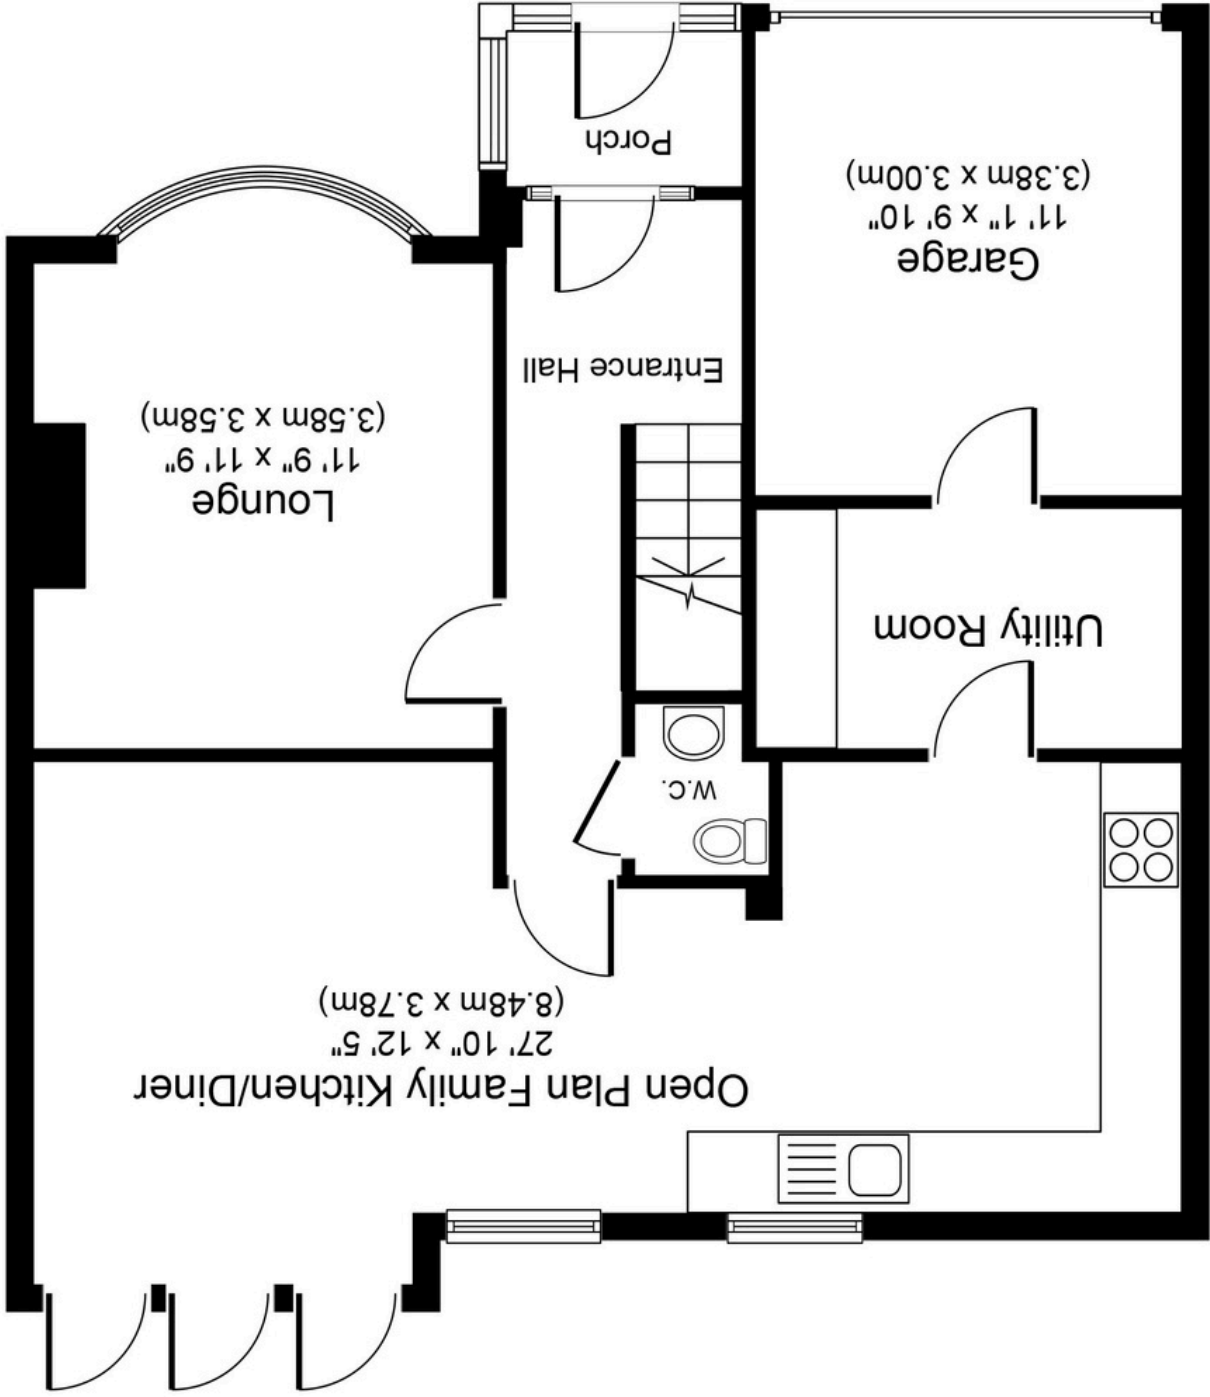 Open Plan Family Kitchen/Diner
27' 10" x 12' 5"
(8.48m x 3.78m)
W.C.
Utility Room
Lounge
11' 9" x 11' 9"
(3.58m x 3.58m)
Entrance Hall
Garage
11' 1" x 9' 10"
(3.38m x 3.00m)
Porch